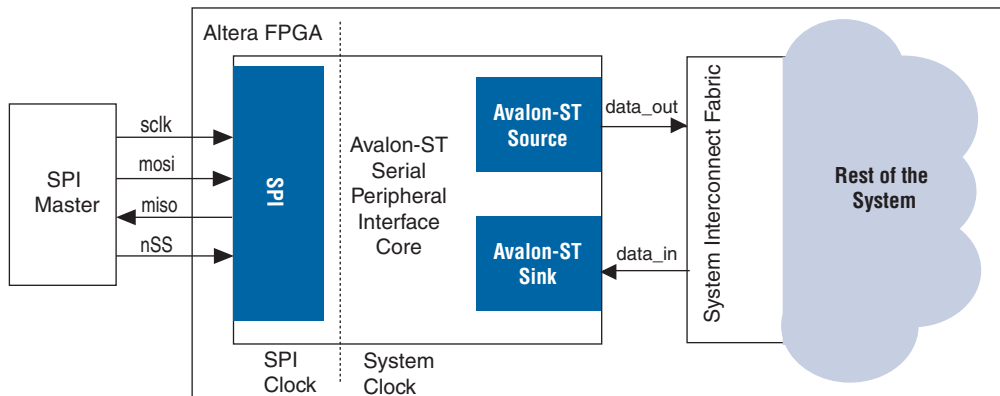 Altera FPGA
SPI
Master
sclk
mosi
miso
nSS
SPI
Avalon-ST
Serial
Peripheral
Interface
Core
Avalon-ST
Source
Avalon-ST
Sink
data_out
data_in
System Interconnect Fabric
Rest of the
System
SPI
Clock
System
Clock